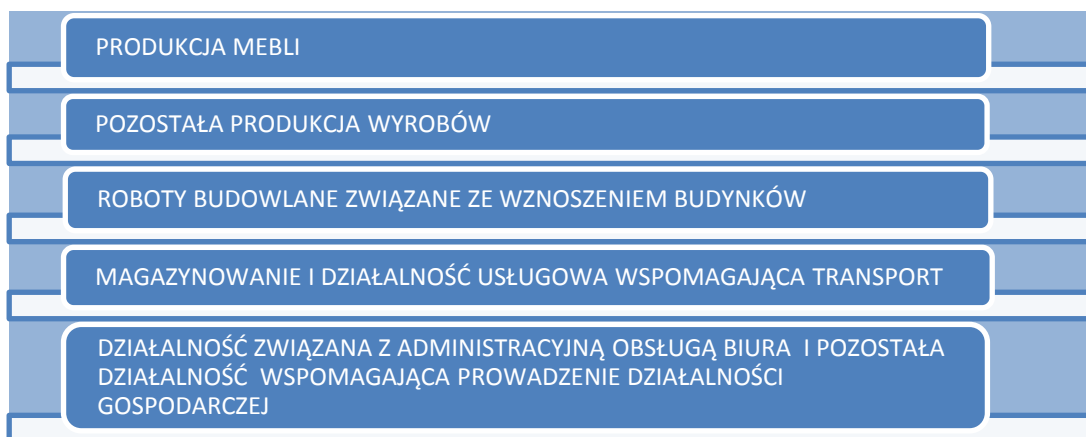 PRODUKCJA MEBLI
POZOSTAŁA PRODUKCJA WYROBÓW
ROBOTY BUDOWLANE ZWIĄZANE ZE WZNOSZENIEM BUDYNKÓW
MAGAZYNOWANIE I DZIAŁALNOŚĆ USŁUGOWA WSPOMAGAJĄCA TRANSPORT
DZIAŁALNOŚĆ ZWIĄZANA Z ADMINISTRACYJNĄ OBSŁUGĄ BIURA I POZOSTAŁA
DZIAŁALNOŚĆ WSPOMAGAJĄCA PROWADZENIE DZIAŁALNOŚCI
GOSPODARCZEJ